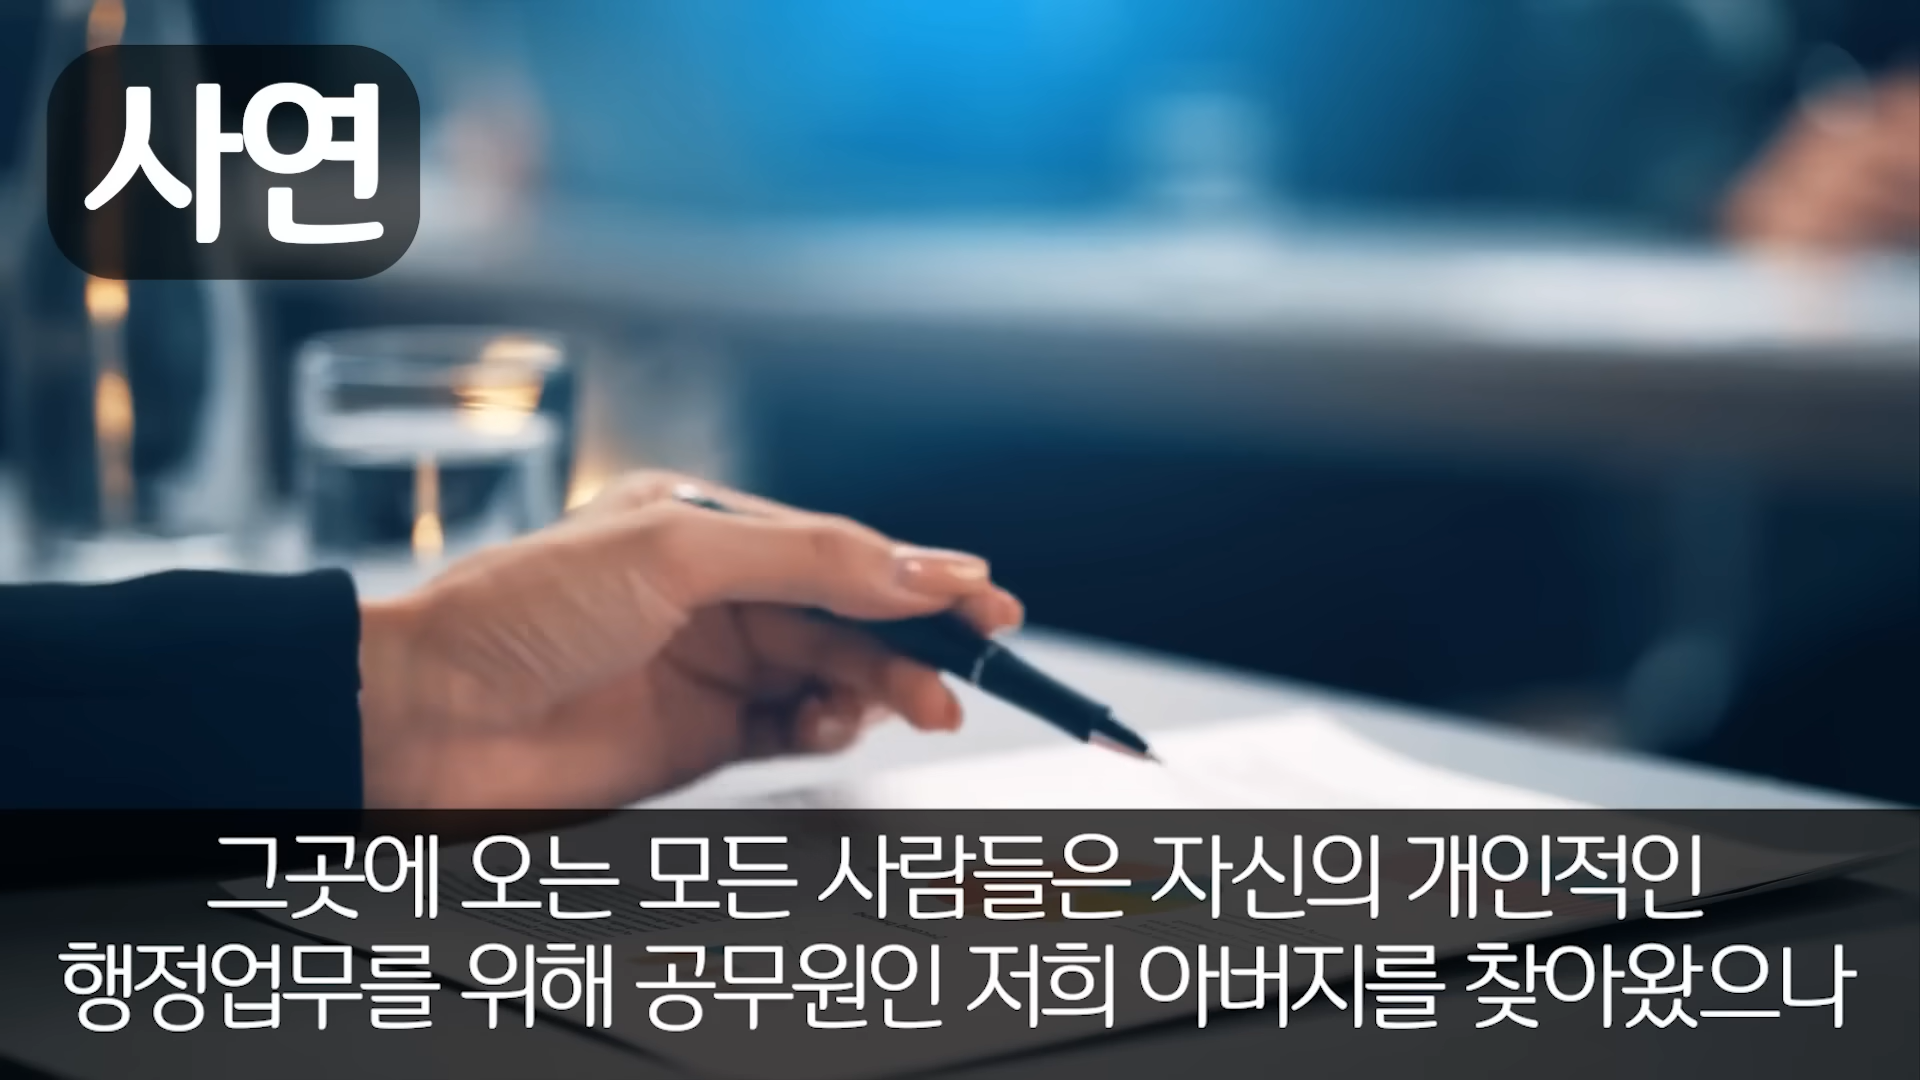 사연
그곳에 오는 모든 사람들은 자신의 개인적인
행정업무를 위해 공무원인 저희 아버지를 찾아왔으나